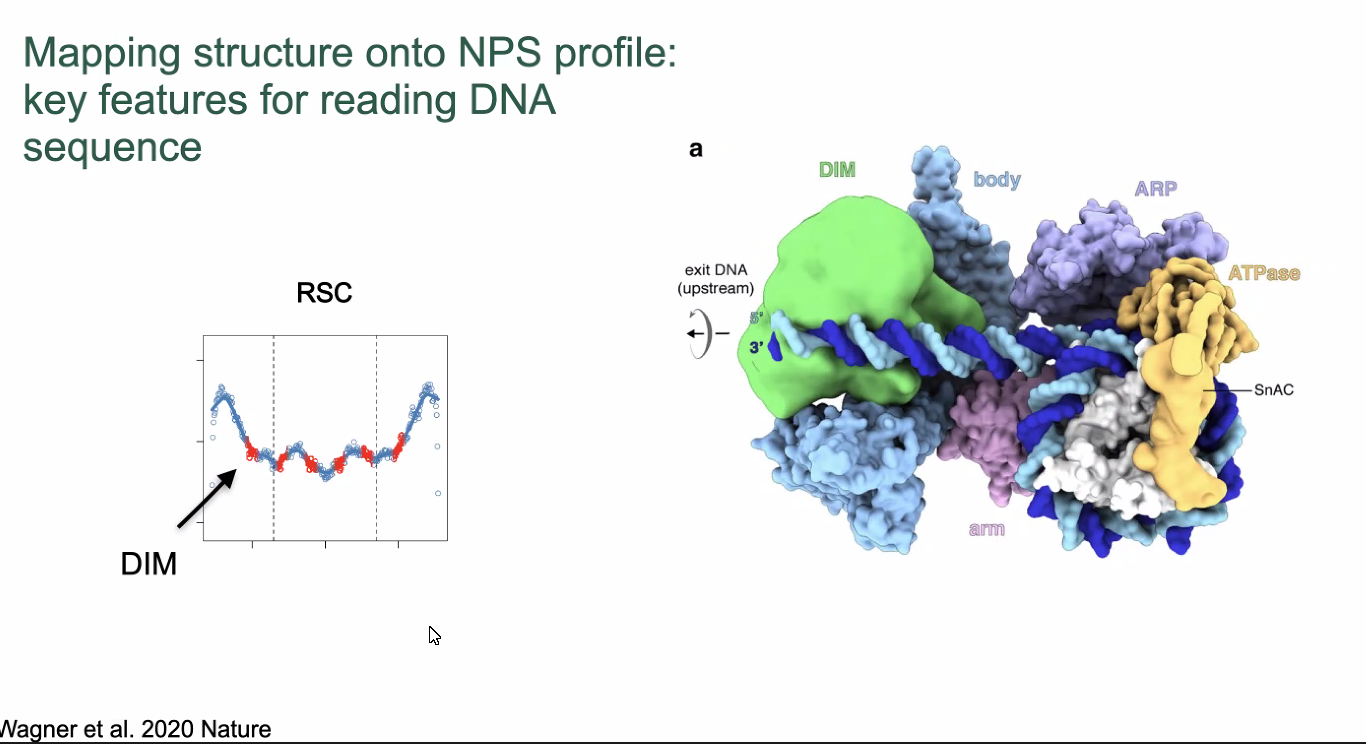 Mapping structure onto NPS profile:
key features for reading DNA
sequence
RSC
DIM
a
DIM
body
ARP
ATPase
exit DNA
(upstream)
5'
3'
SnAC
arm
Wagner et al. 2020 Nature